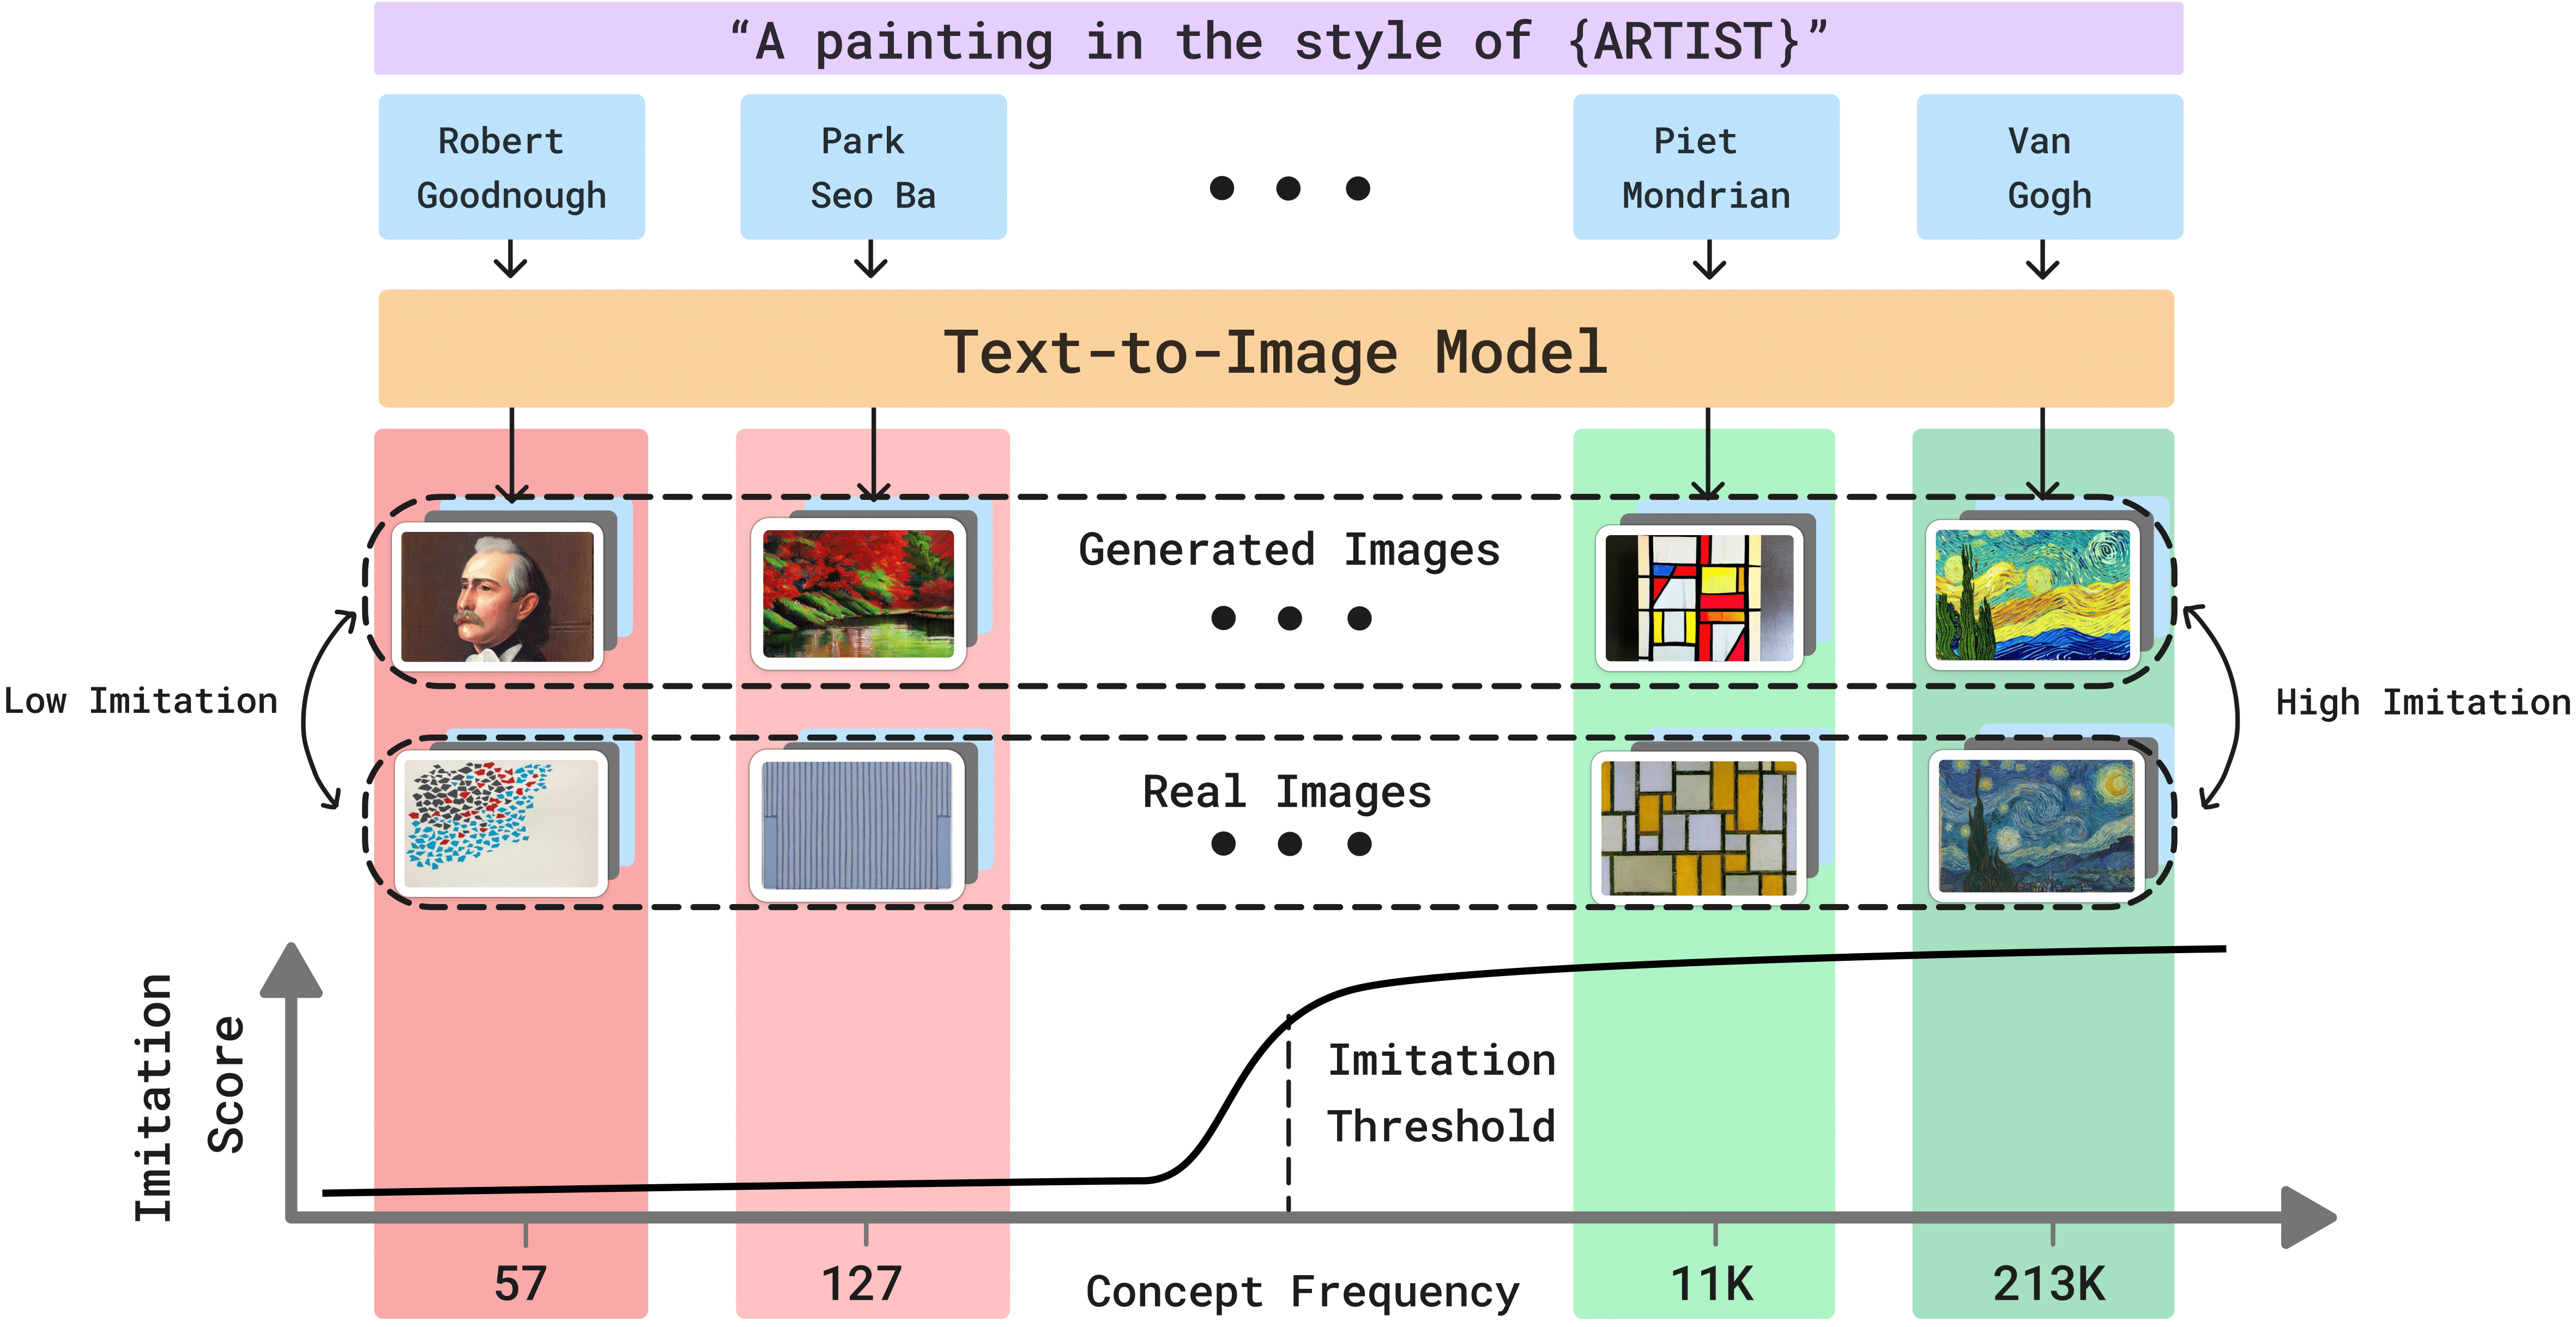 “A painting in the style of {ARTIST}”
Robert
Goodnough
Park
Seo Ba
Piet
Mondrian
Van
Gogh
Text-to-Image Model
Generated Images
Low Imitation
High Imitation
Real Images
Imitation
Score
Imitation
Threshold
57
127
Concept Frequency
11K
213K